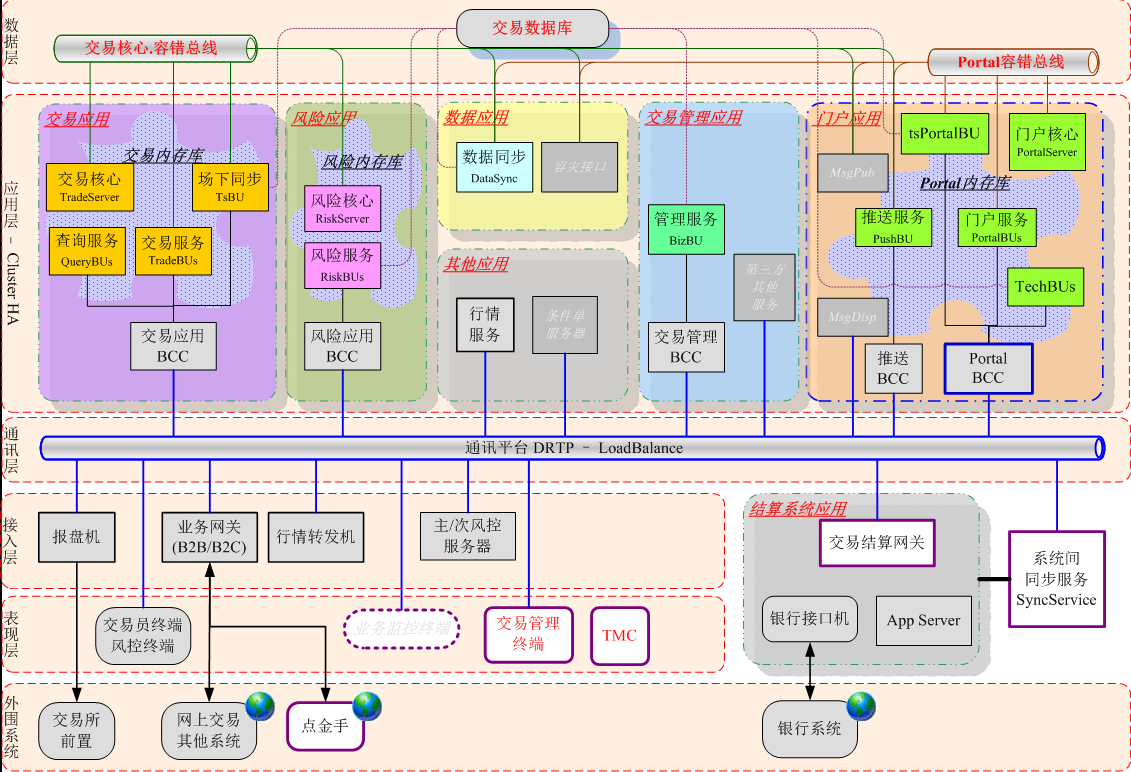 数据层
交易数据库
交易核心.容错总线
Portal容错总线
应用层 – Cluster HA
交易应用
交易内存库
交易核心
TradeServer
场下同步
TsBU
查询服务
QueryBUs
交易服务
TradeBUs
交易应用
BCC
风险应用
风险内存库
风险核心
RiskServer
风险服务
RiskBUs
风险应用
BCC
数据应用
数据同步
DataSync
容灾接口
其他应用
行情
服务
条件单
服务器
交易管理应用
管理服务
BizBU
第三方
其他
服务
交易管理
BCC
门户应用
tsPortalBU
门户核心
PortalServer
MsgPub
Portal内存库
推送服务
PushBU
门户服务
PortalBUs
TechBUs
MsgDisp
推送
BCC
Portal
BCC
通讯层
通讯平台 DRTP – LoadBalance
接入层
报盘机
业务网关
(B2B/B2C)
行情转发机
主/次风控
服务器
结算系统应用
交易结算网关
银行接口机
App Server
系统间
同步服务
SyncService
表现层
交易员终端
风控终端
业务监控终端
交易管理
终端
TMC
外围系统
交易所
前置
网上交易
其他系统
点金手
银行系统